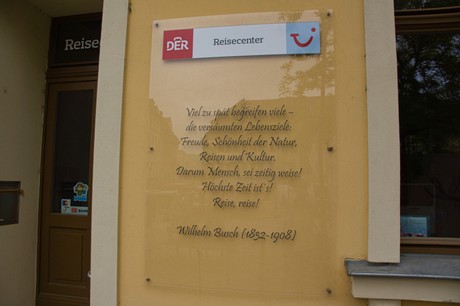 Reise
DER
Reisecenter
Viel zu spät begreifen viele –
die versäumten Lebensziele:
Freude, Schönheit der Natur,
Reisen und Kultur.
Darum Mensch, sei zeitig weise!
Höchste Zeit ist´s!
Reise, reise!
Wilhelm Busch (1832-1908)